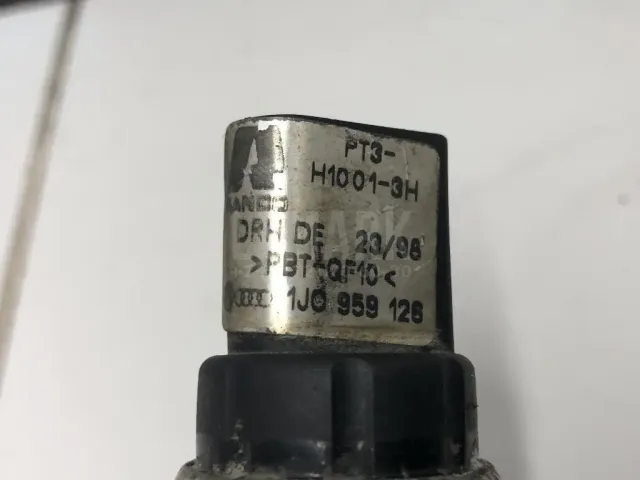 PT3-
H1001-3H
DRH DE 23/98
>PBT-GF10<
1J0 959 126